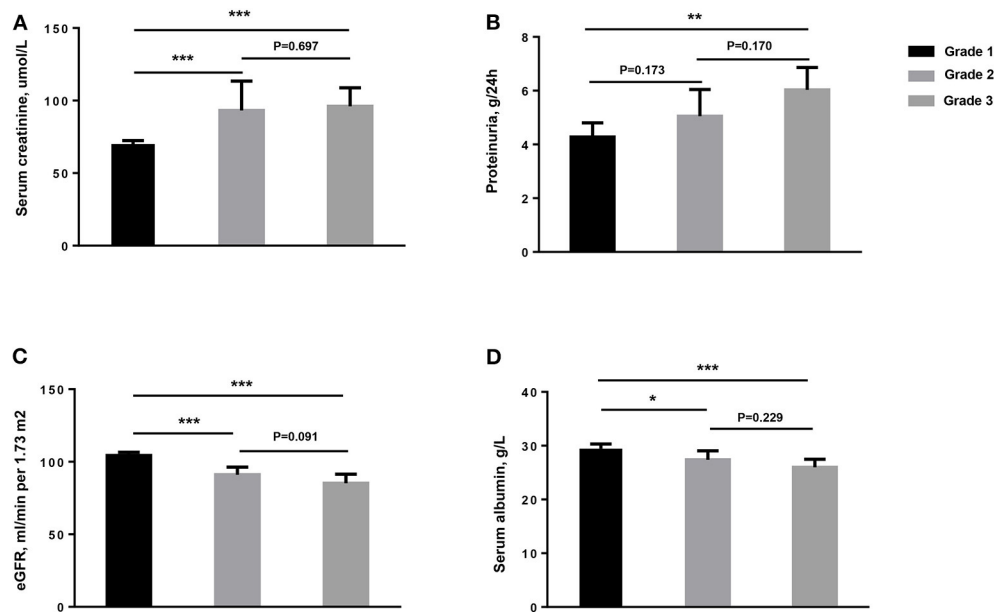 A
***
***
P=0.697
Serum creatinine, umol/L
150
100
50
0
B
**
P=0.170
P=0.173
Proteinuria, g/24h
8
6
4
2
0
Grade 1
Grade 2
Grade 3
C
***
***
P=0.091
eGFR, ml/min per 1.73 m2
150
100
50
0
D
***
*
P=0.229
Serum albumin, g/L
40
30
20
10
0